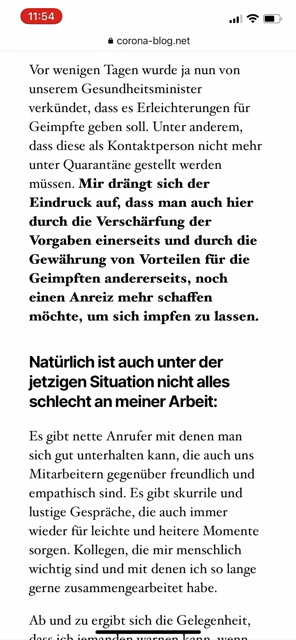 11:54
corona-blog.net
Vor wenigen Tagen wurde ja nun von
unserem Gesundheitsminister
verkündet, dass es Erleichterungen für
Geimpfte geben soll. Unter anderem,
dass diese als Kontaktperson nicht mehr
unter Quarantäne gestellt werden
müssen. Mir drängt sich der
Eindruck auf, dass man auch hier
durch die Verschärfung der
Vorgaben einerseits und durch die
Gewährung von Vorteilen für die
Geimpften andererseits, noch
einen Anreiz mehr schaffen
möchte, um sich impfen zu lassen.
Natürlich ist auch unter der
jetzigen Situation nicht alles
schlecht an meiner Arbeit:
Es gibt nette Anrufer mit denen man
sich gut unterhalten kann, die auch uns
Mitarbeitern gegenüber freundlich und
empathisch sind. Es gibt skurrile und
lustige Gespräche, die auch immer
wieder für leichte und heitere Momente
sorgen. Kollegen, die mir menschlich
wichtig sind und mit denen ich so lange
gerne zusammengearbeitet habe.
Ab und zu ergibt sich die Gelegenheit,
dass ich jemanden warnen kann, wenn